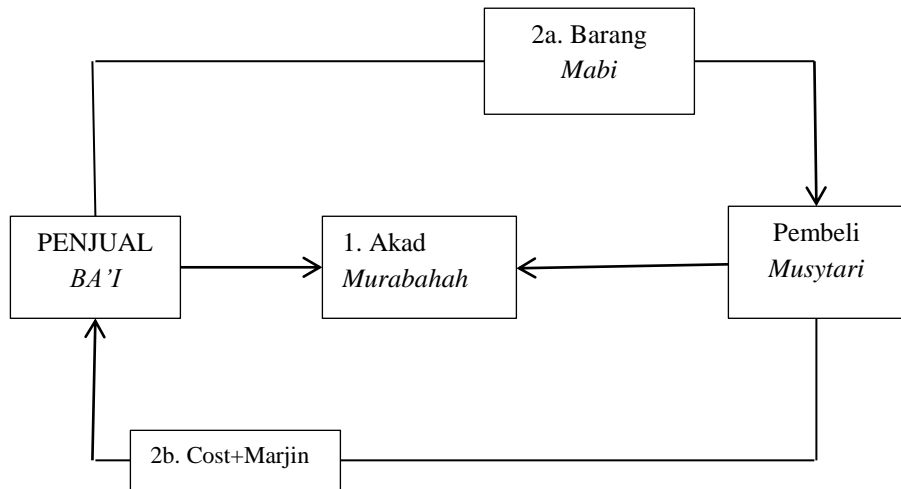 2a. Barang
Mabi
PENJUAL
BA’I
1. Akad
Murabahah
Pembeli
Musytari
2b. Cost+Marjin